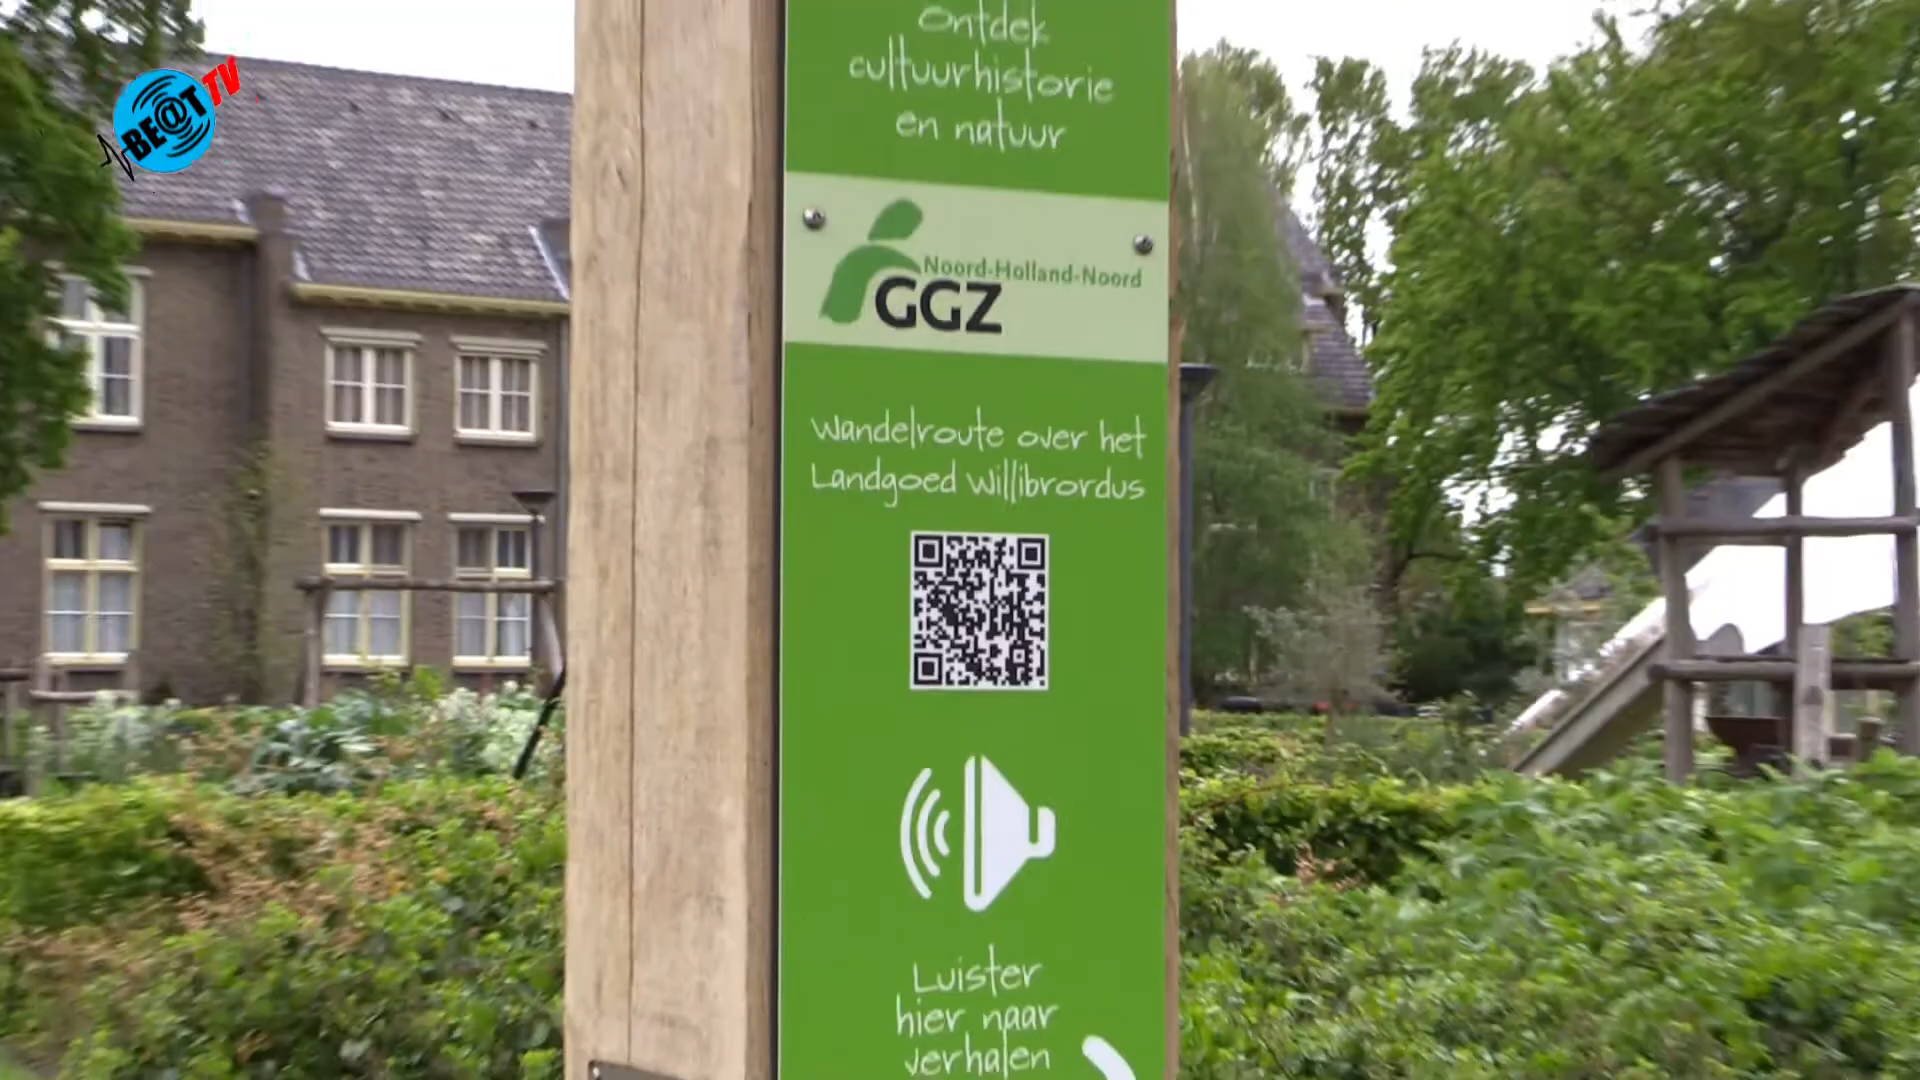 BE@T TV
Ontdek
cultuurhistorie
en natuur
Noord-Holland-Noord
GGZ
Wandelroute over het
Landgoed Willibrordus
Luister
hier naar
verhalen